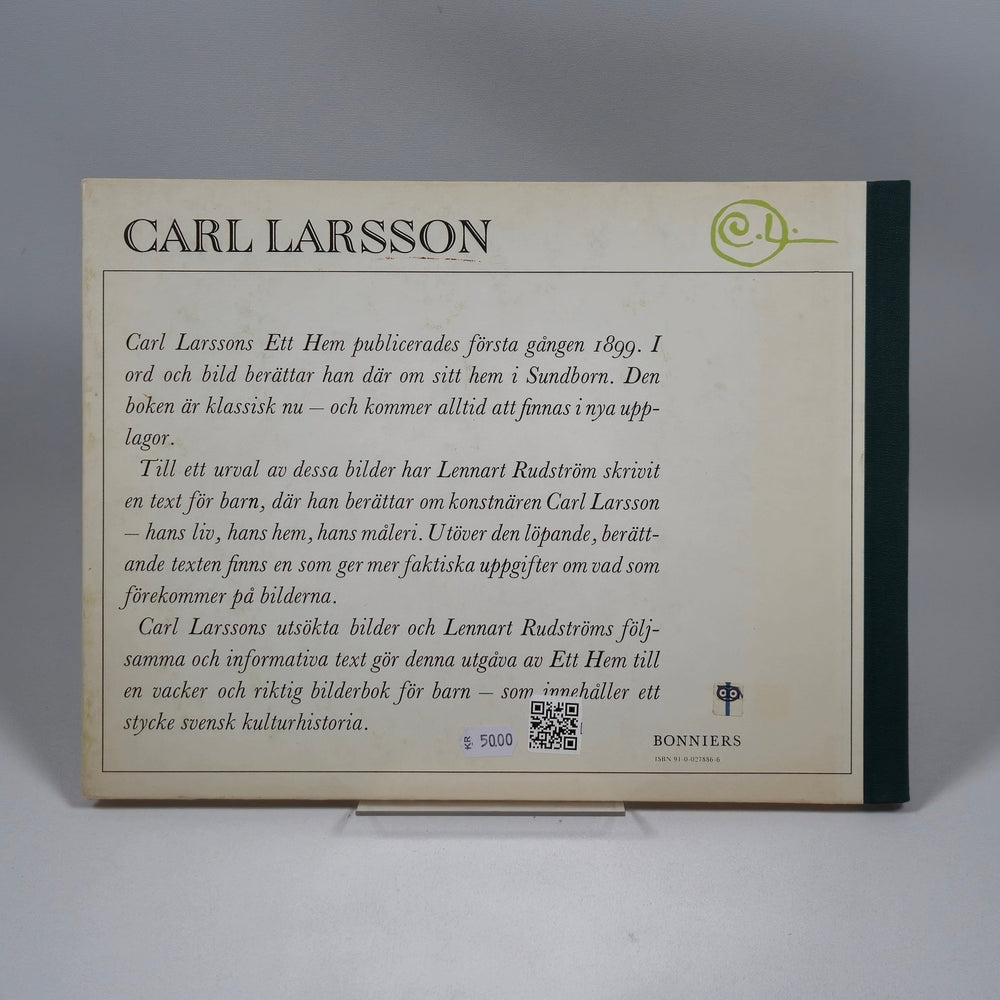 CARL LARSSON
C.L.
Carl Larssons Ett Hem publicerades första gången 1899. I
ord och bild berättar han där om sitt hem i Sundborn. Den
boken är klassisk nu – och kommer alltid att finnas i nya upp-
lagor.
Till ett urval av dessa bilder har Lennart Rudström skrivit
en text för barn, där han berättar om konstnären Carl Larsson
– hans liv, hans hem, hans måleri. Utöver den löpande, berätt-
ande texten finns en som ger mer faktiska uppgifter om vad som
förekommer på bilderna.
Carl Larssons utsökta bilder och Lennart Rudströms följ-
samma och informativa text gör denna utgåva av Ett Hem till
en vacker och riktig bilderbok för barn – som innehåller ett
stycke svensk kulturhistoria.
KR 50.00
BONNIERS
ISBN 91-0-027886-6